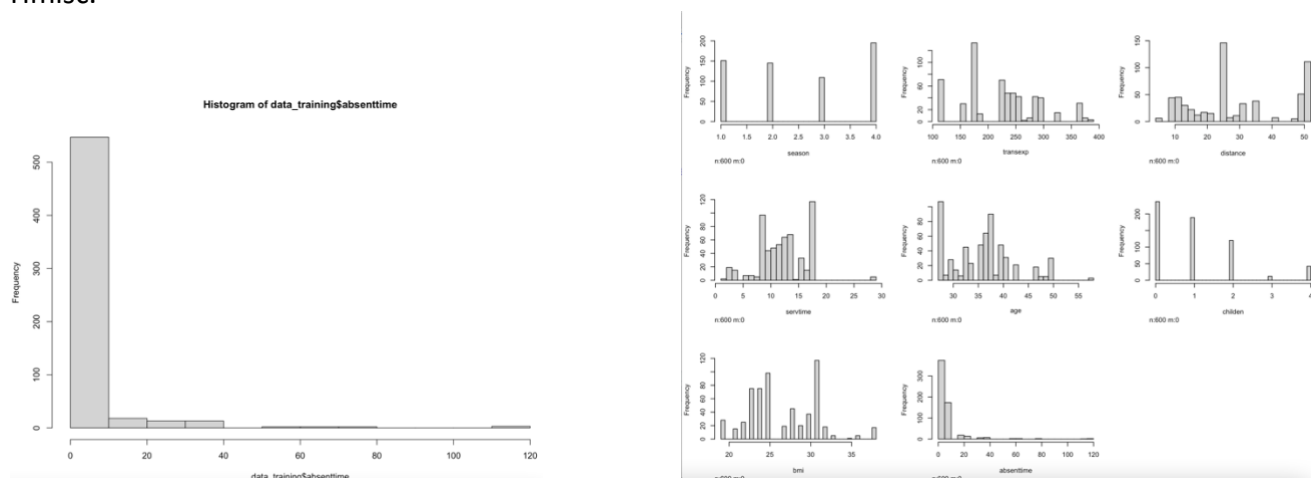 Histogram of data_training$absenttime
Frequency
0 100 200 300 400 500
0 20 40 60 80 100 120
data_training$absenttime
Frequency
0 50 100 150 200
1.0 1.5 2.0 2.5 3.0 3.5 4.0
season
n:600 m:0
Frequency
0 20 40 60 100
100 150 200 250 300 350 400
transexp
n:600 m:0
Frequency
0 50 100 150
10 20 30 40 50
distance
n:600 m:0
Frequency
0 20 40 60 80 120
0 5 10 15 20 25 30
servtime
n:600 m:0
Frequency
0 20 40 60 80
30 35 40 45 50 55
age
n:600 m:0
Frequency
0 50 100 200
0 1 2 3 4
childen
n:600 m:0
Frequency
0 20 40 60 80 120
20 25 30 35
bmi
Frequency
0 100 200 300
0 20 40 60 80 100 120
absenttime